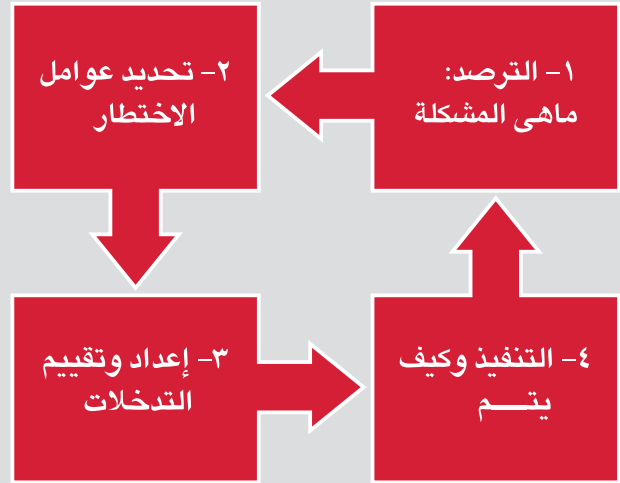 ١- الترصد:
ماهى المشكلة
٢- تحديد عوامل
الاختطار
٣- إعداد وتقييم
التدخلات
٤- التنفيذ وكيف
يتـــم